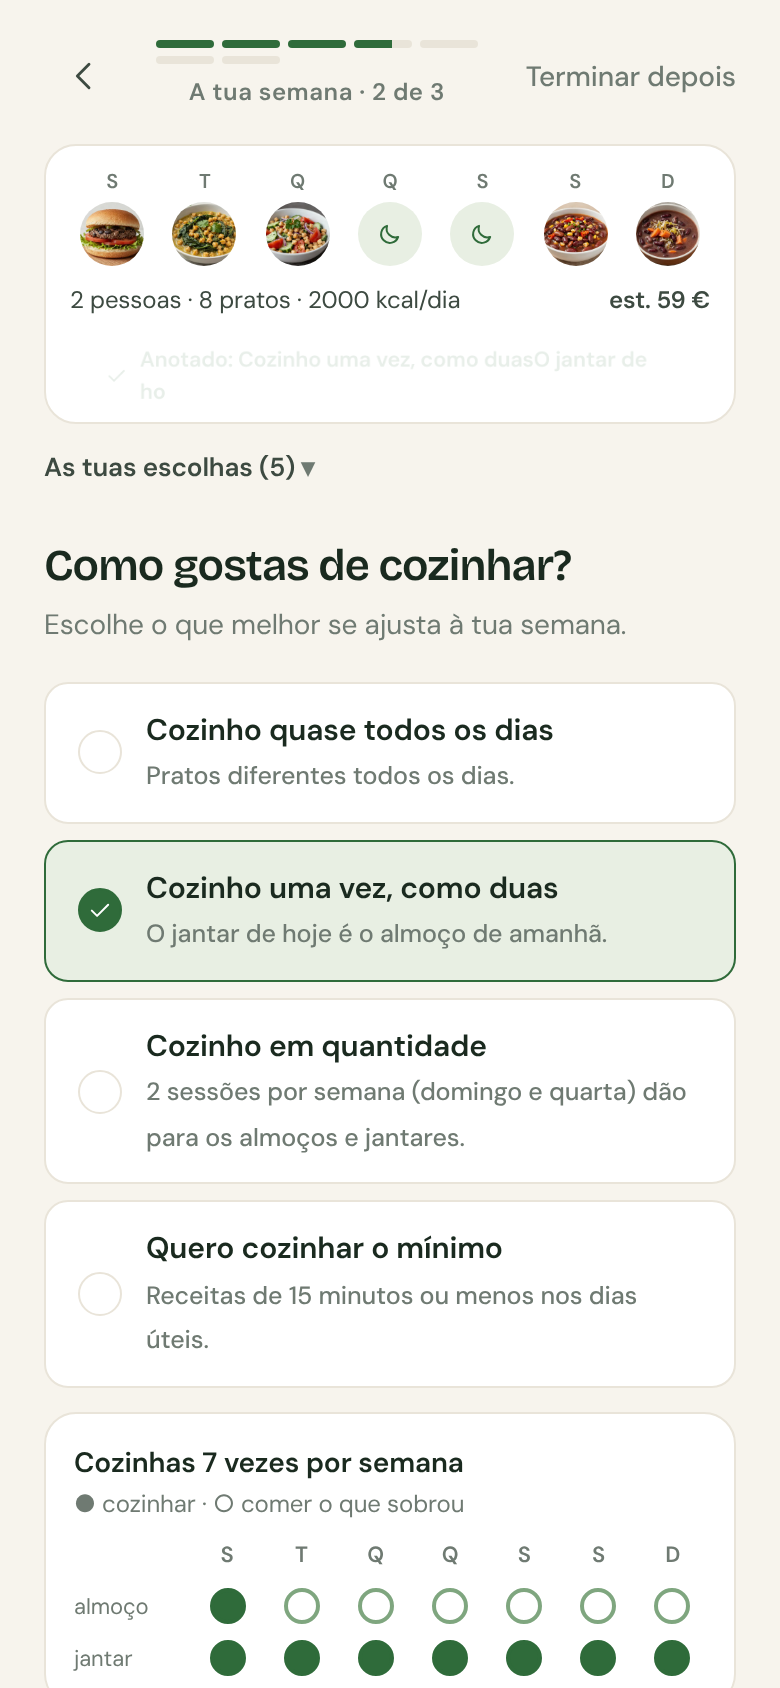 A tua semana · 2 de 3
Terminar depois
S T Q Q S S D
2 pessoas · 8 pratos · 2000 kcal/dia
est. 59 €
Anotado: Cozinho uma vez, como duasO jantar de
ho
As tuas escolhas (5) ▼
Como gostas de cozinhar?
Escolhe o que melhor se ajusta à tua semana.
Cozinho quase todos os dias
Pratos diferentes todos os dias.
Cozinho uma vez, como duas
O jantar de hoje é o almoço de amanhã.
Cozinho em quantidade
2 sessões por semana (domingo e quarta) dão
para os almoços e jantares.
Quero cozinhar o mínimo
Receitas de 15 minutos ou menos nos dias
úteis.
Cozinhas 7 vezes por semana
cozinhar · comer o que sobrou
S T Q Q S S D
almoço
jantar